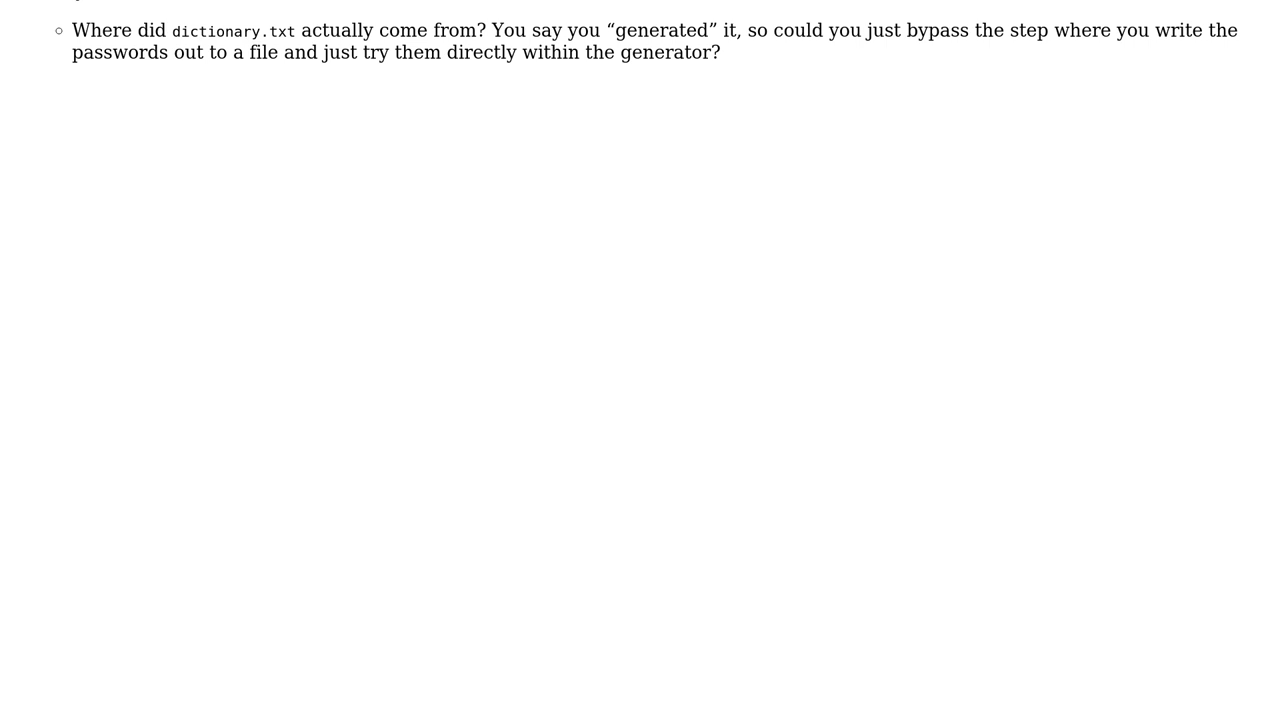 Where did dictionary.txt actually come from? You say you “generated” it, so could you just bypass the step where you write the
passwords out to a file and just try them directly within the generator?